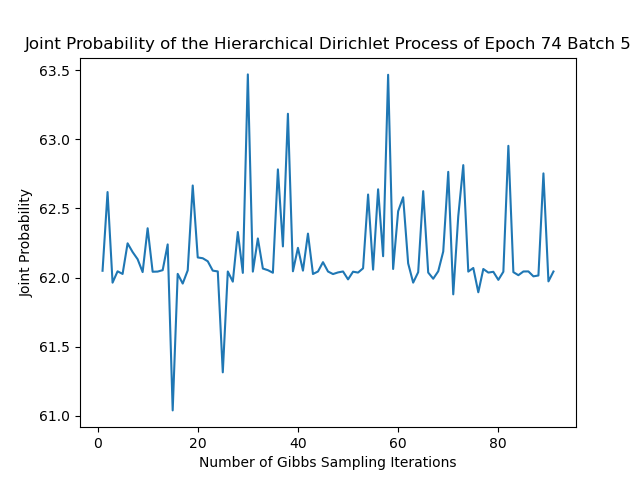 Joint Probability of the Hierarchical Dirichlet Process of Epoch 74 Batch 5
63.5
63.0
62.5
62.0
61.5
61.0
Joint Probability
0 20 40 60 80
Number of Gibbs Sampling Iterations